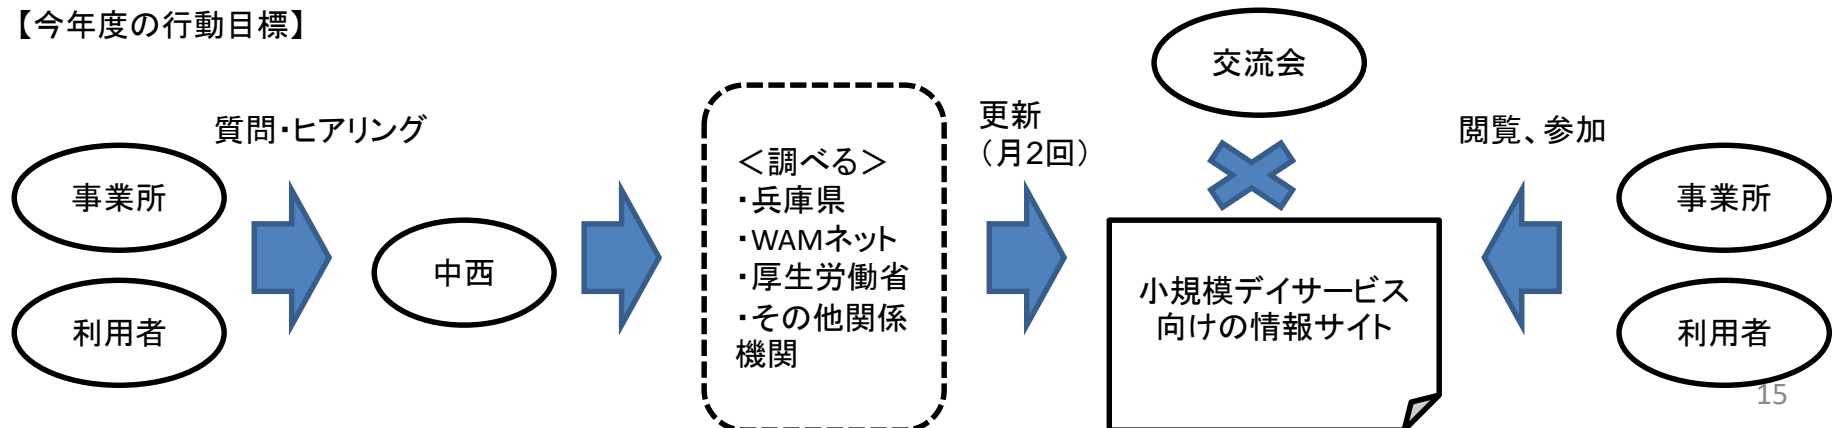 【今年度の行動目標】
質問・ヒアリング
事業所
利用者
中西
＜調べる＞
・兵庫県
・WAMネット
・厚生労働省
・その他関係
機関
更新
（月2回）
交流会
小規模デイサービス
向けの情報サイト
閲覧、参加
事業所
利用者
15